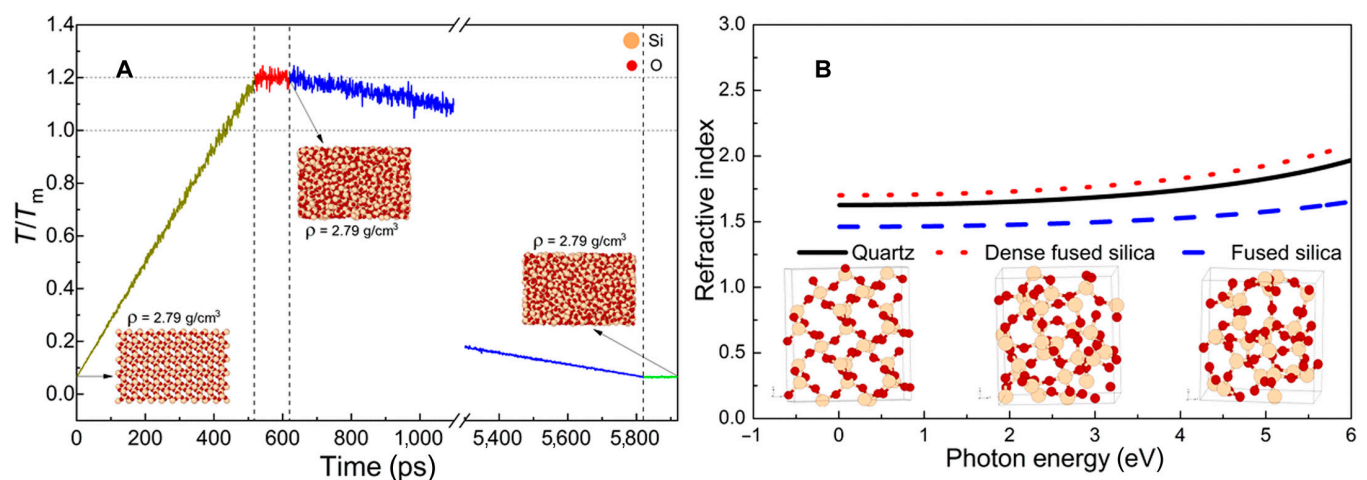 A
Si
O
T/Tm
1.4
1.2
1.0
0.8
0.6
0.4
0.2
0.0
ρ = 2.79 g/cm³
ρ = 2.79 g/cm³
ρ = 2.79 g/cm³
0 200 400 600 800 1,000 5,400 5,600 5,800
Time (ps)
B
Refractive index
3.0
2.5
2.0
1.5
1.0
0.5
0.0
Quartz Dense fused silica Fused silica
−1 0 1 2 3 4 5 6
Photon energy (eV)